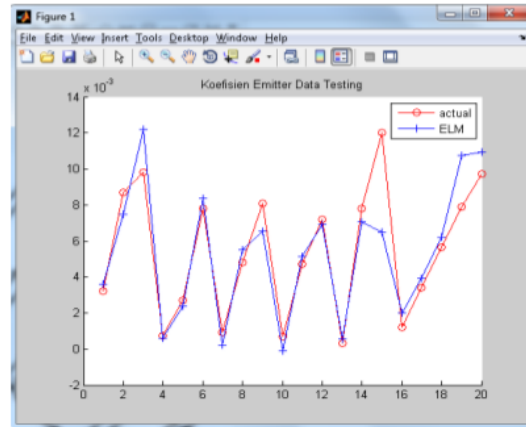 Figure 1
File Edit View Insert Tools Desktop Window Help
x 10⁻³
Koefisien Emitter Data Testing
14
12
10
8
6
4
2
0
-2
0 2 4 6 8 10 12 14 16 18 20
actual
ELM